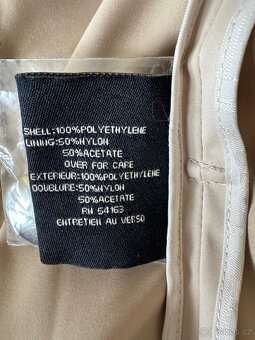 SHELL:100%POLYETHYLENE
LINNIG:50%NYLON
50%ACETATE
OVER FOR CARE
EXTERIEUR:100%POLYETHYLENE
DOUBLURE:50%NYLON
50%ACETATE
RN 54163
ENTRETIEN AU VERSO